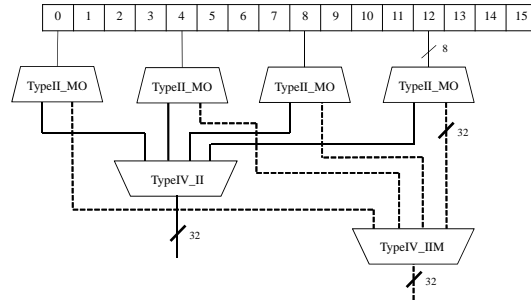 0 1 2 3 4 5 6 7 8 9 10 11 12 13 14 15
8
TypeII_MO TypeII_MO TypeII_MO TypeII_MO
32
TypeIV_II
32
TypeIV_IIM
32